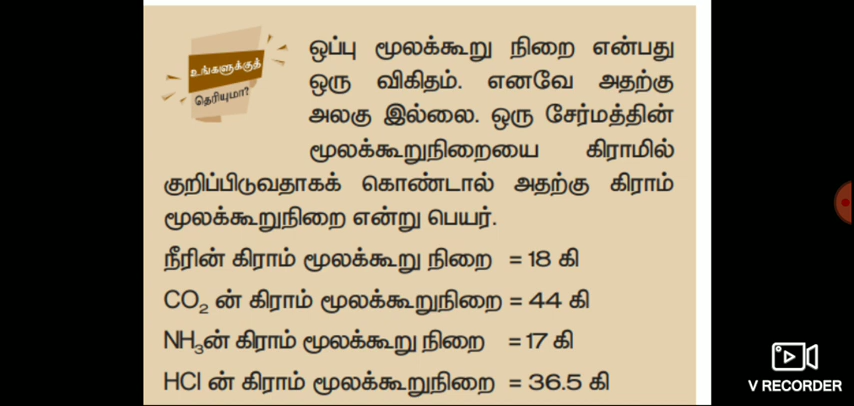 உங்களுக்குத்
தெரியுமா?
ஒப்பு மூலக்கூறு நிறை என்பது
ஒரு விகிதம். எனவே அதற்கு
அலகு இல்லை. ஒரு சேர்மத்தின்
மூலக்கூறுநிறையை கிராமில்
குறிப்பிடுவதாகக் கொண்டால் அதற்கு கிராம்
மூலக்கூறுநிறை என்று பெயர்.
நீரின் கிராம் மூலக்கூறு நிறை = 18 கி
CO₂ ன் கிராம் மூலக்கூறுநிறை = 44 கி
NH₃ன் கிராம் மூலக்கூறு நிறை = 17 கி
HCl ன் கிராம் மூலக்கூறுநிறை = 36.5 கி
V RECORDER